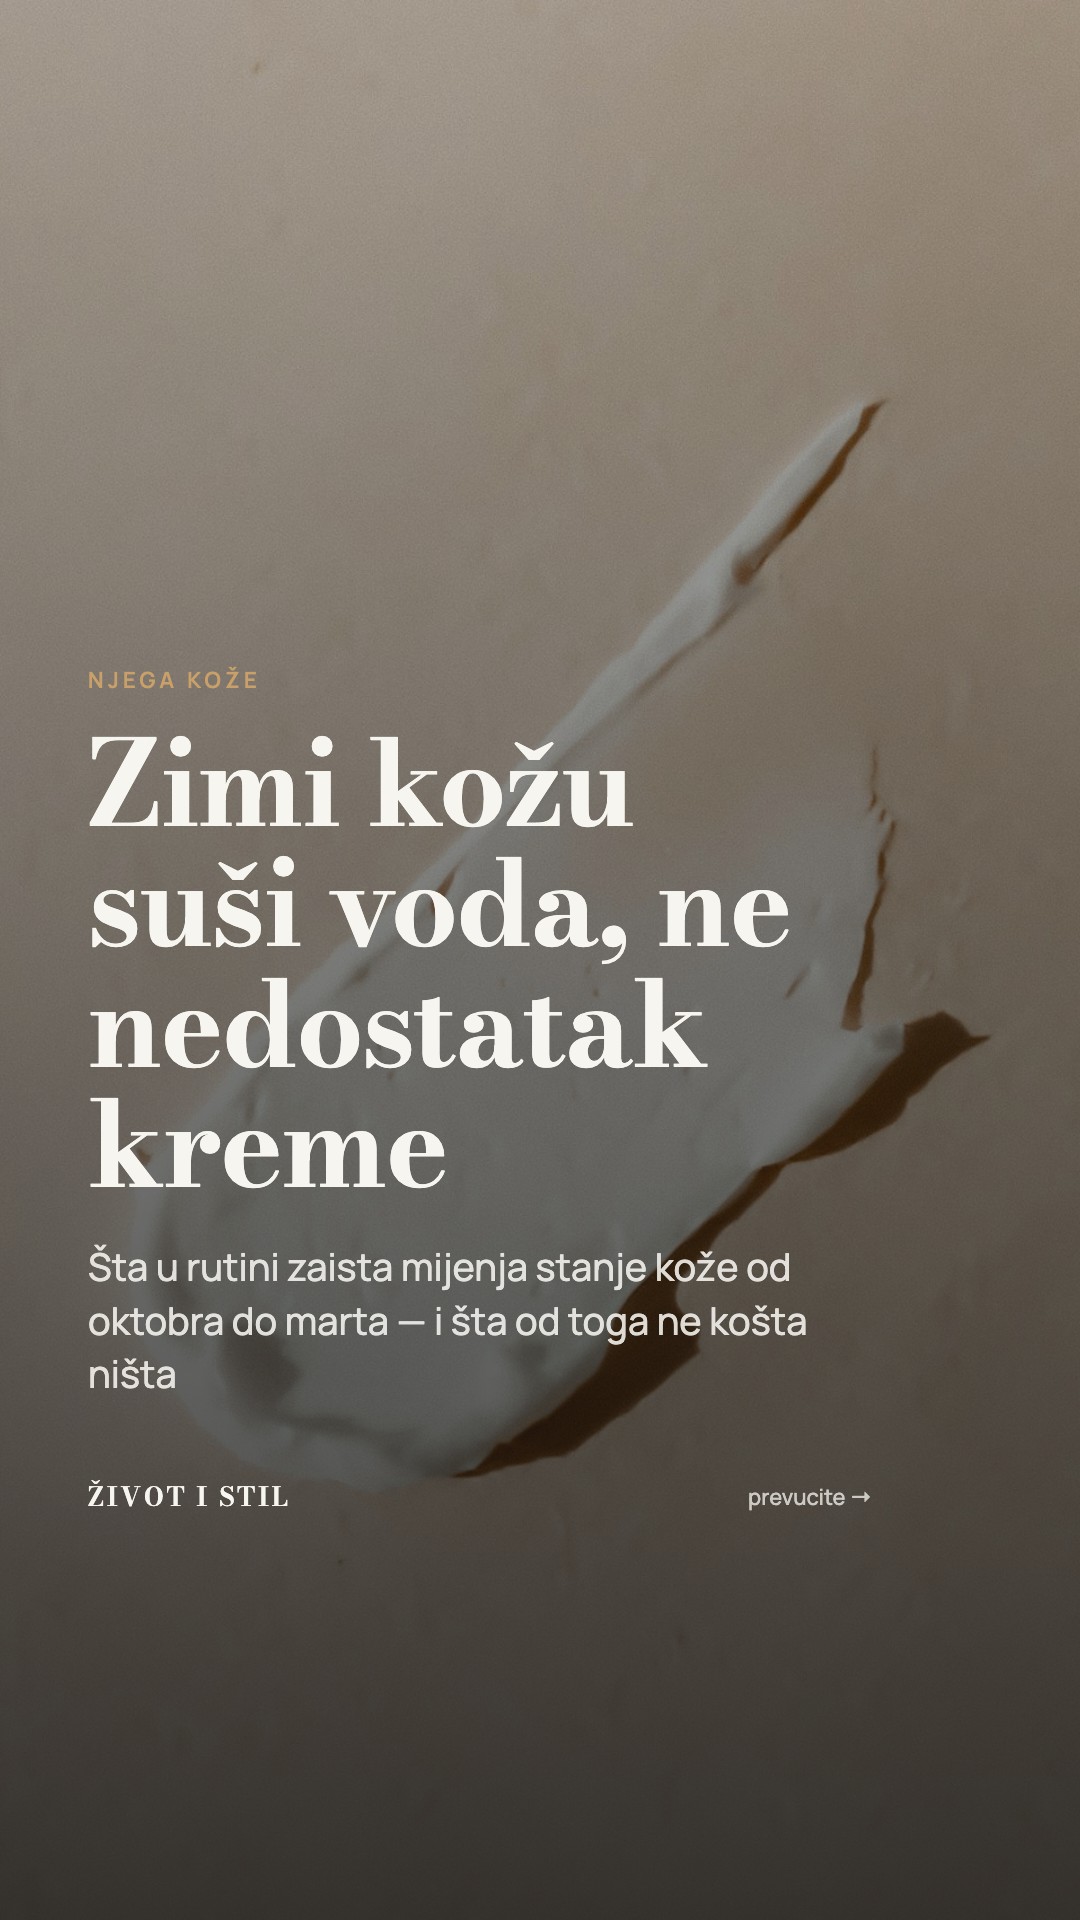 NJEGA KOŽE
Zimi kožu
suši voda, ne
nedostatak
kreme
Šta u rutini zaista mijenja stanje kože od
oktobra do marta — i šta od toga ne košta
ništa
ŽIVOT I STIL
prevucite →